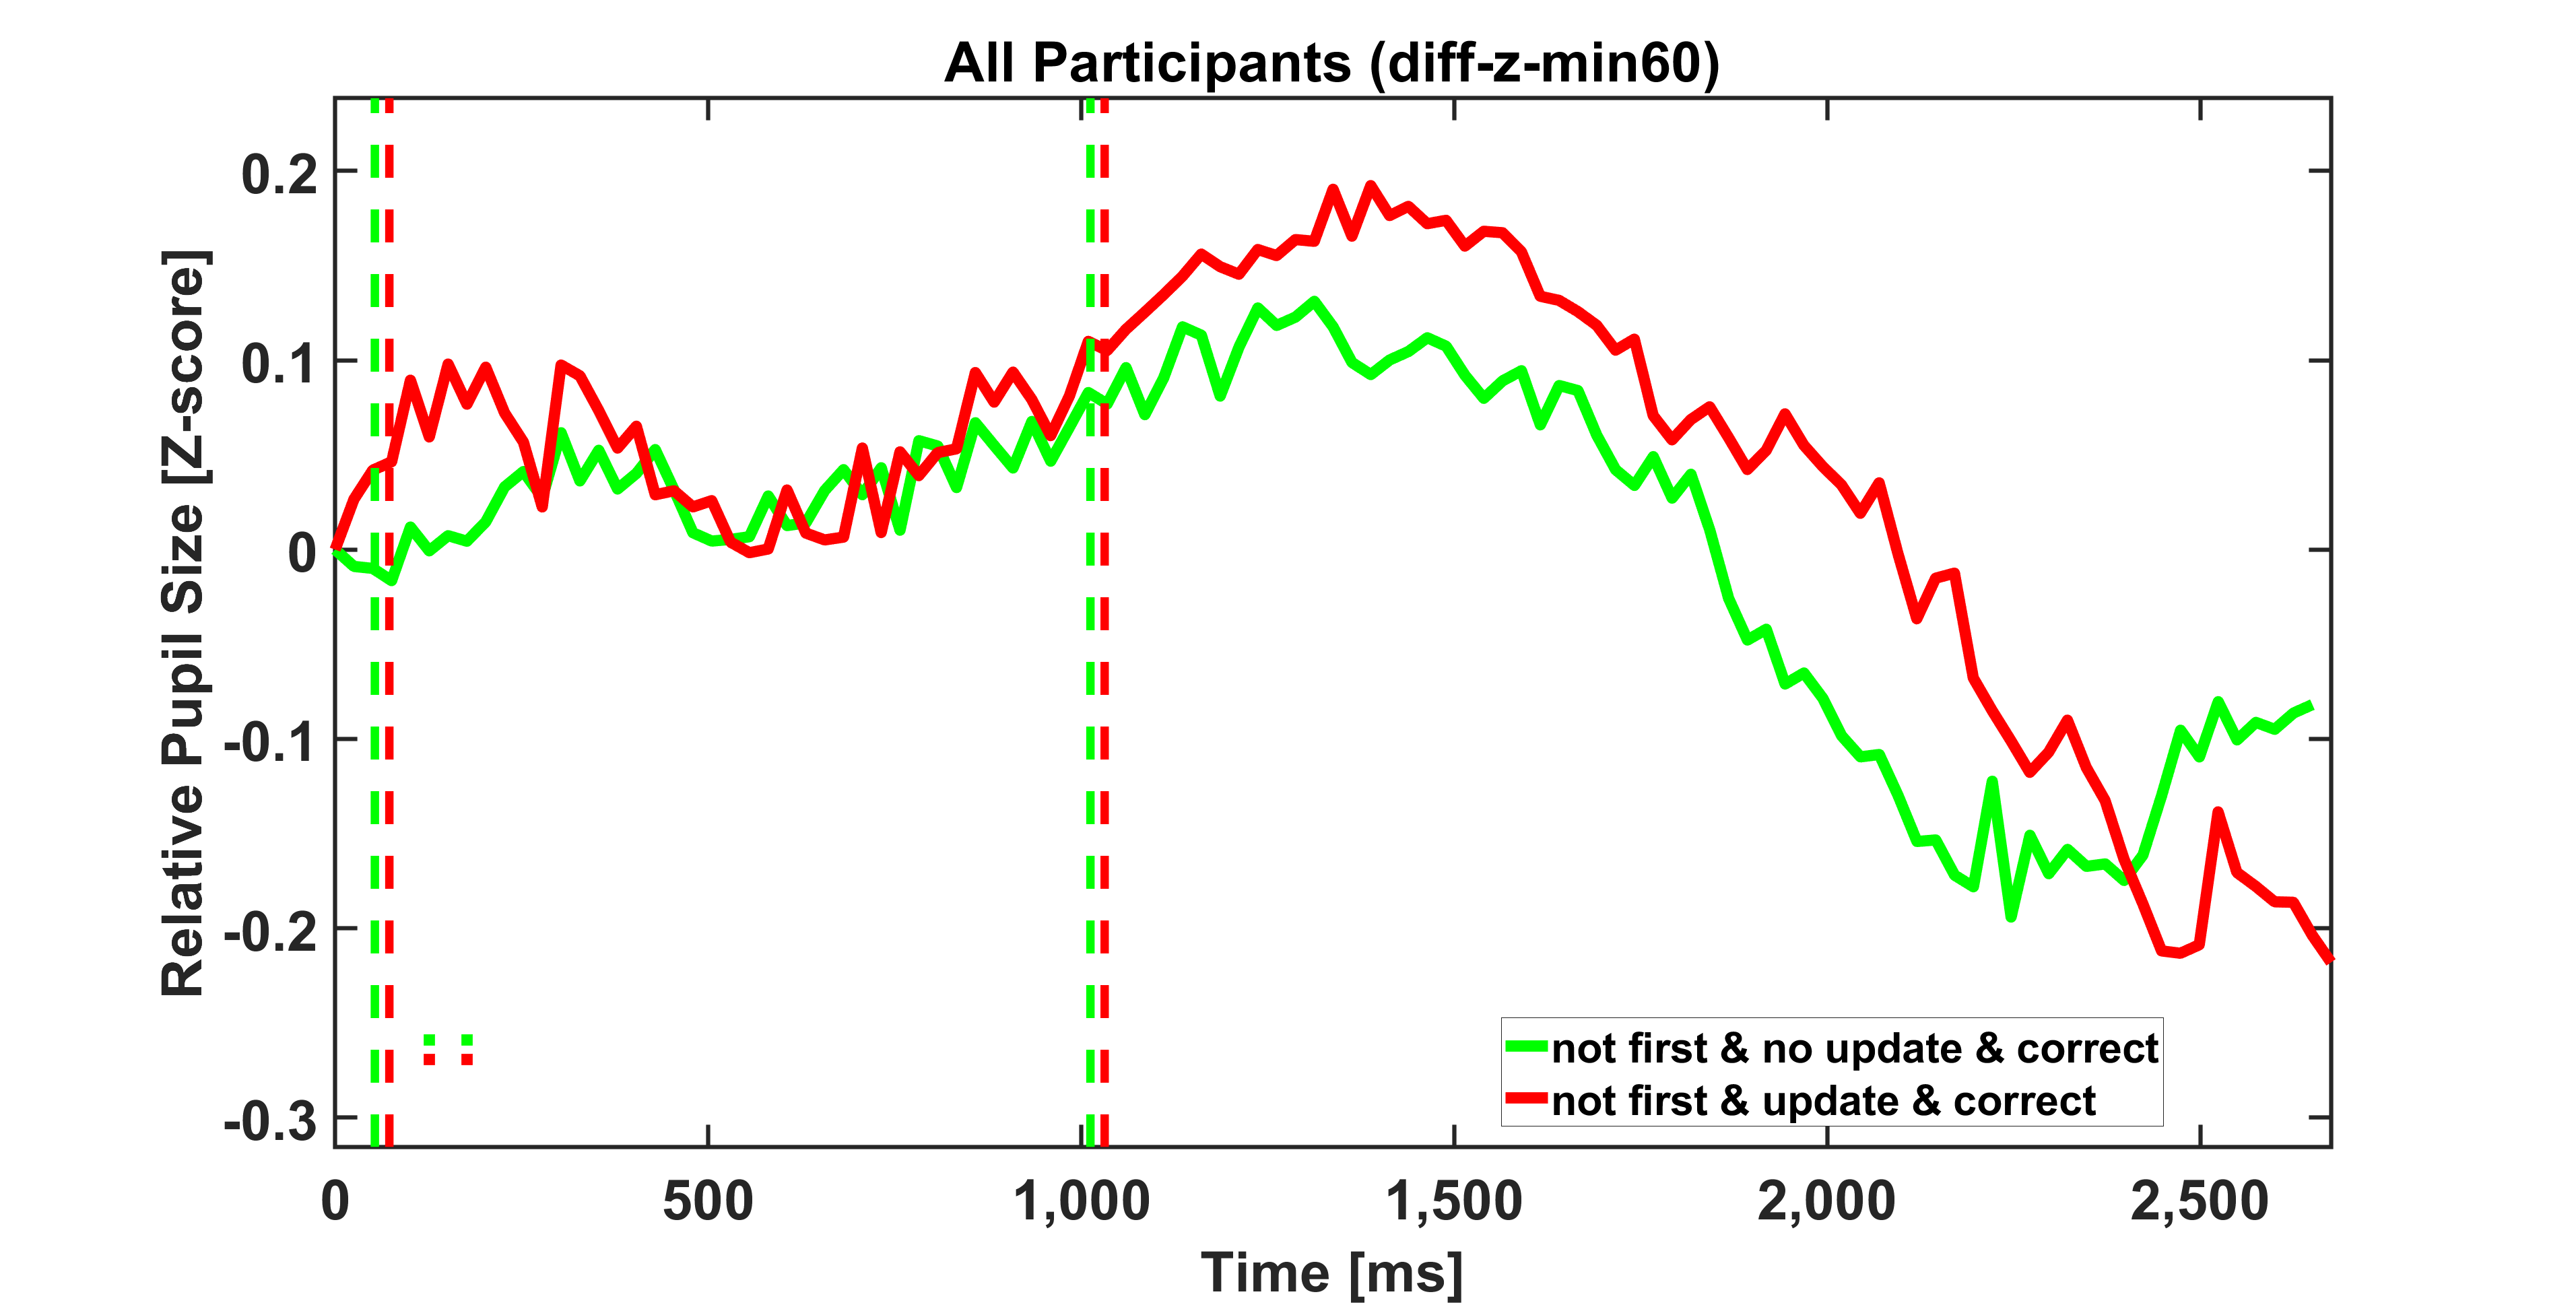 All Participants (diff-z-min60)
Relative Pupil Size [Z-score]
0.2
0.1
0
-0.1
-0.2
-0.3
not first & no update & correct
not first & update & correct
0 500 1,000 1,500 2,000 2,500
Time [ms]